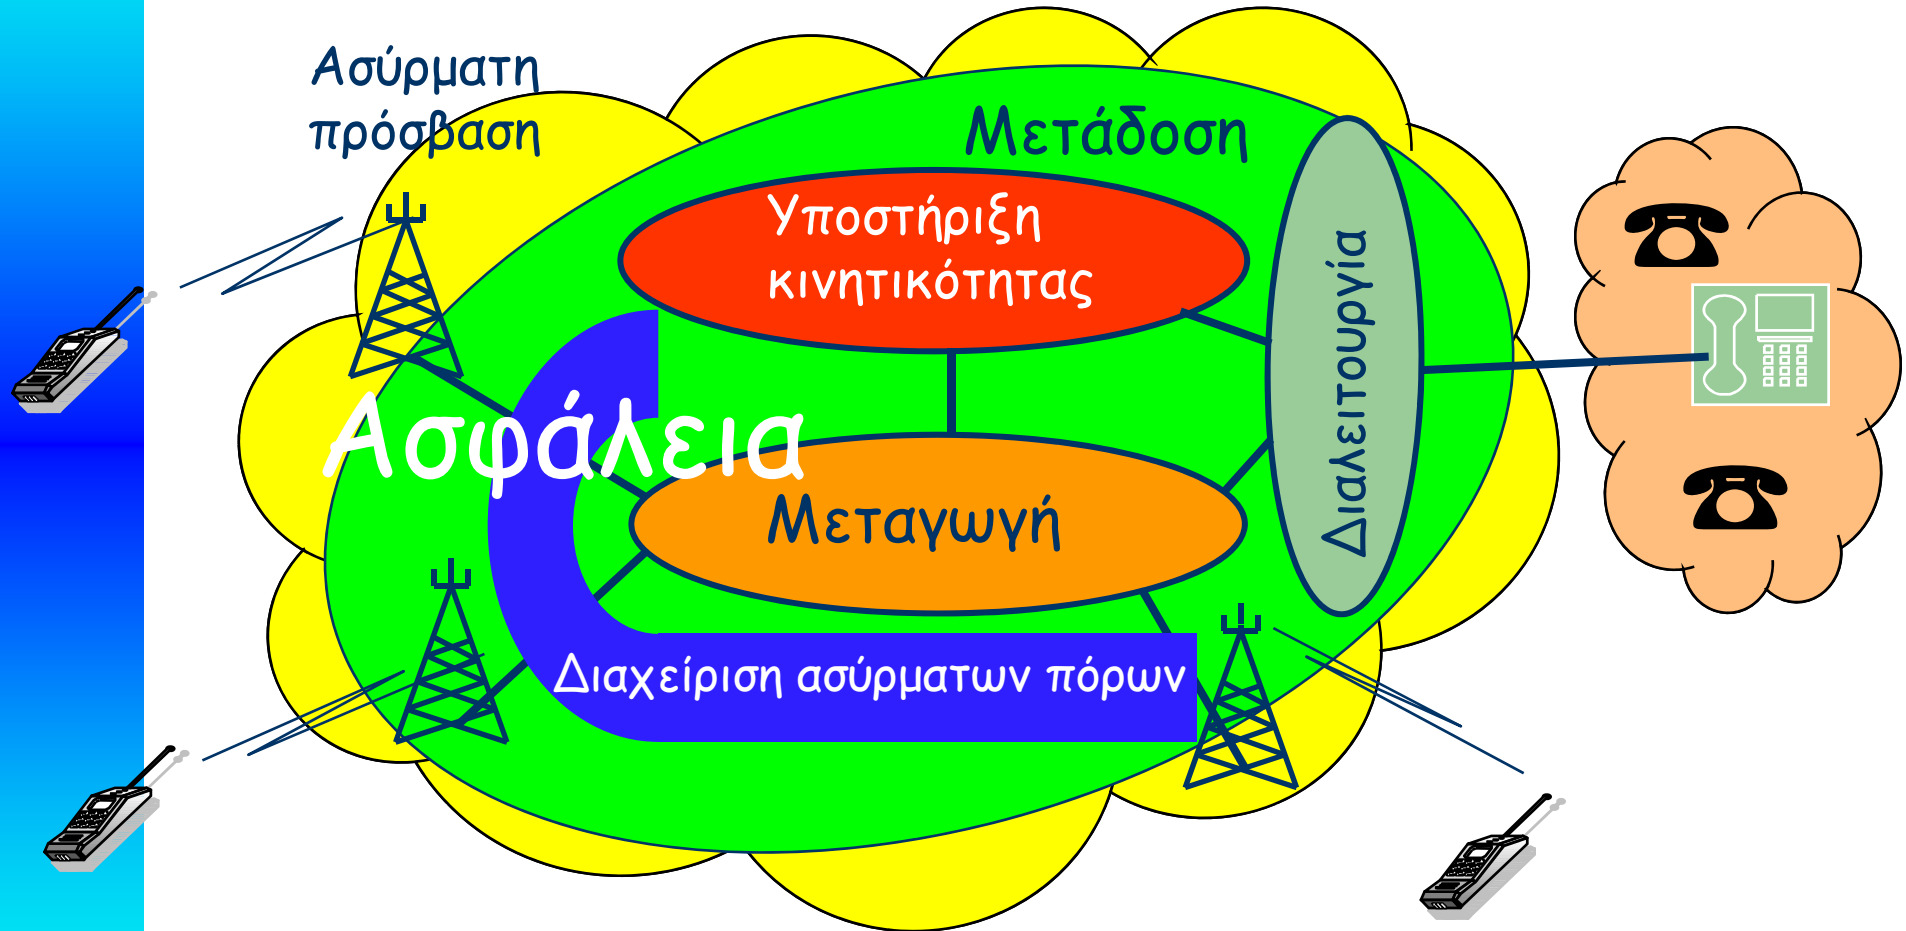 Ασύρματη
πρόσβαση
Μετάδοση
Υποστήριξη
κινητικότητας
Διαλειτουργία
Ασφάλεια
Μεταγωγή
Διαχείριση ασύρματων πόρων